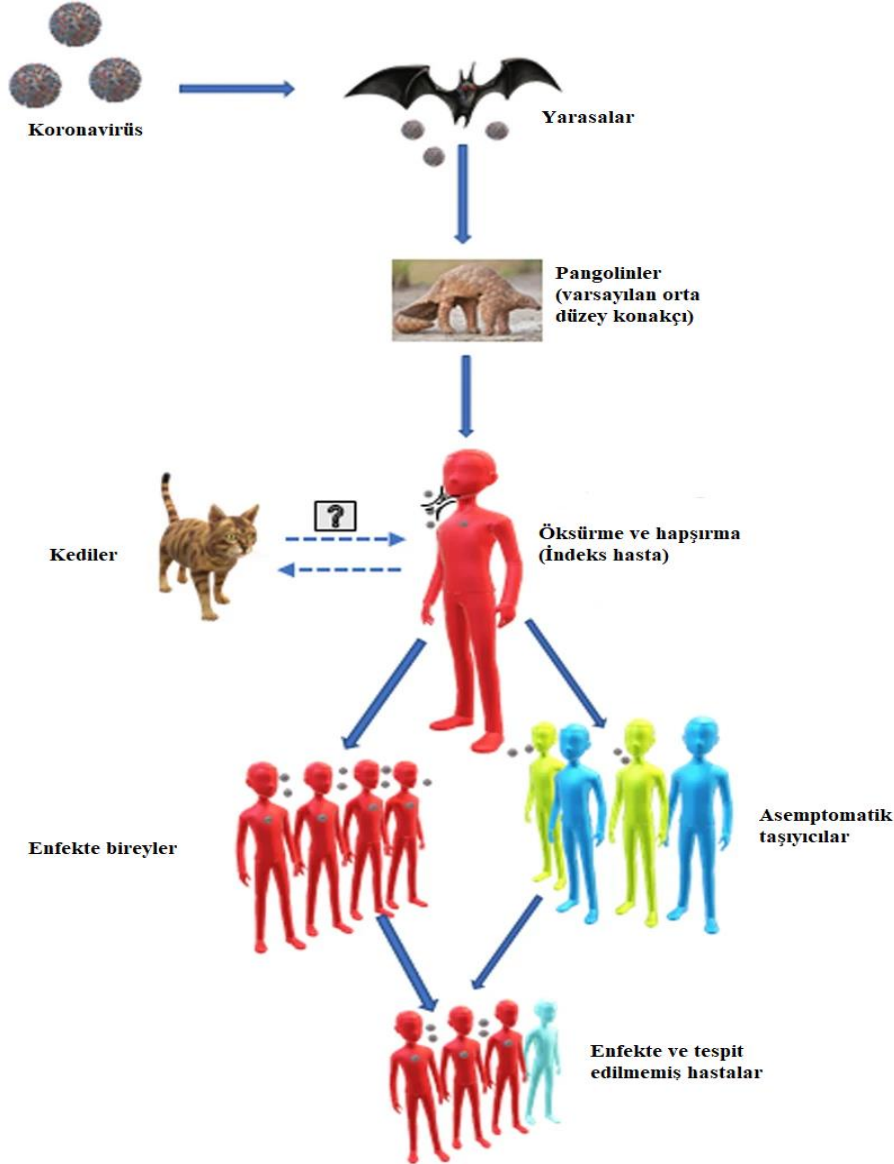 Koronavirüs
Yarasalar
Pangolinler
(varsayılan orta
düzey konakçı)
?
Kediler
Öksürme ve hapşırma
(İndeks hasta)
Enfekte bireyler
Asemptomatik
taşıyıcılar
Enfekte ve tespit
edilmemiş hastalar